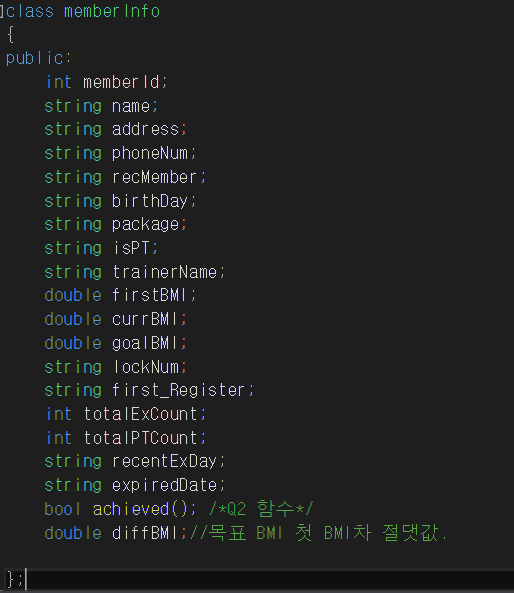 class memberInfo
{
public:
int memberId;
string name;
string address;
string phoneNum;
string recMember;
string birthDay;
string package;
string isPT;
string trainerName;
double firstBMI;
double currBMI;
double goalBMI;
string lockNum;
string first_Register;
int totalExCount;
int totalPTCount;
string recentExDay;
string expiredDate;
bool achieved(); /*Q2 함수*/
double diffBMI;//목표 BMI 첫 BMI차 절댓값.
};